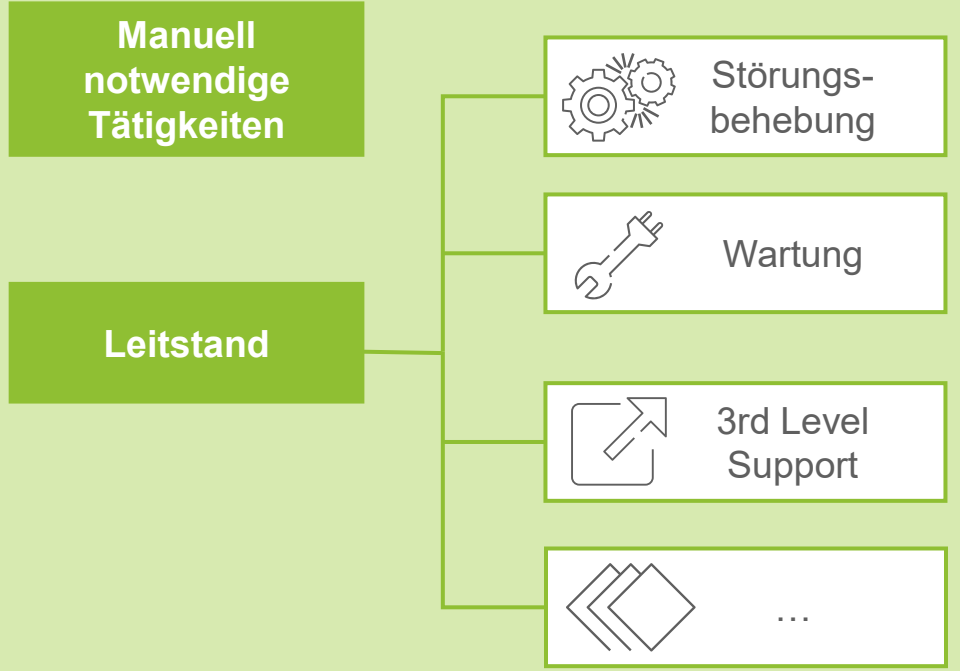 Manuell
notwendige
Tätigkeiten
Leitstand
Störungs-
behebung
Wartung
3rd Level
Support
…